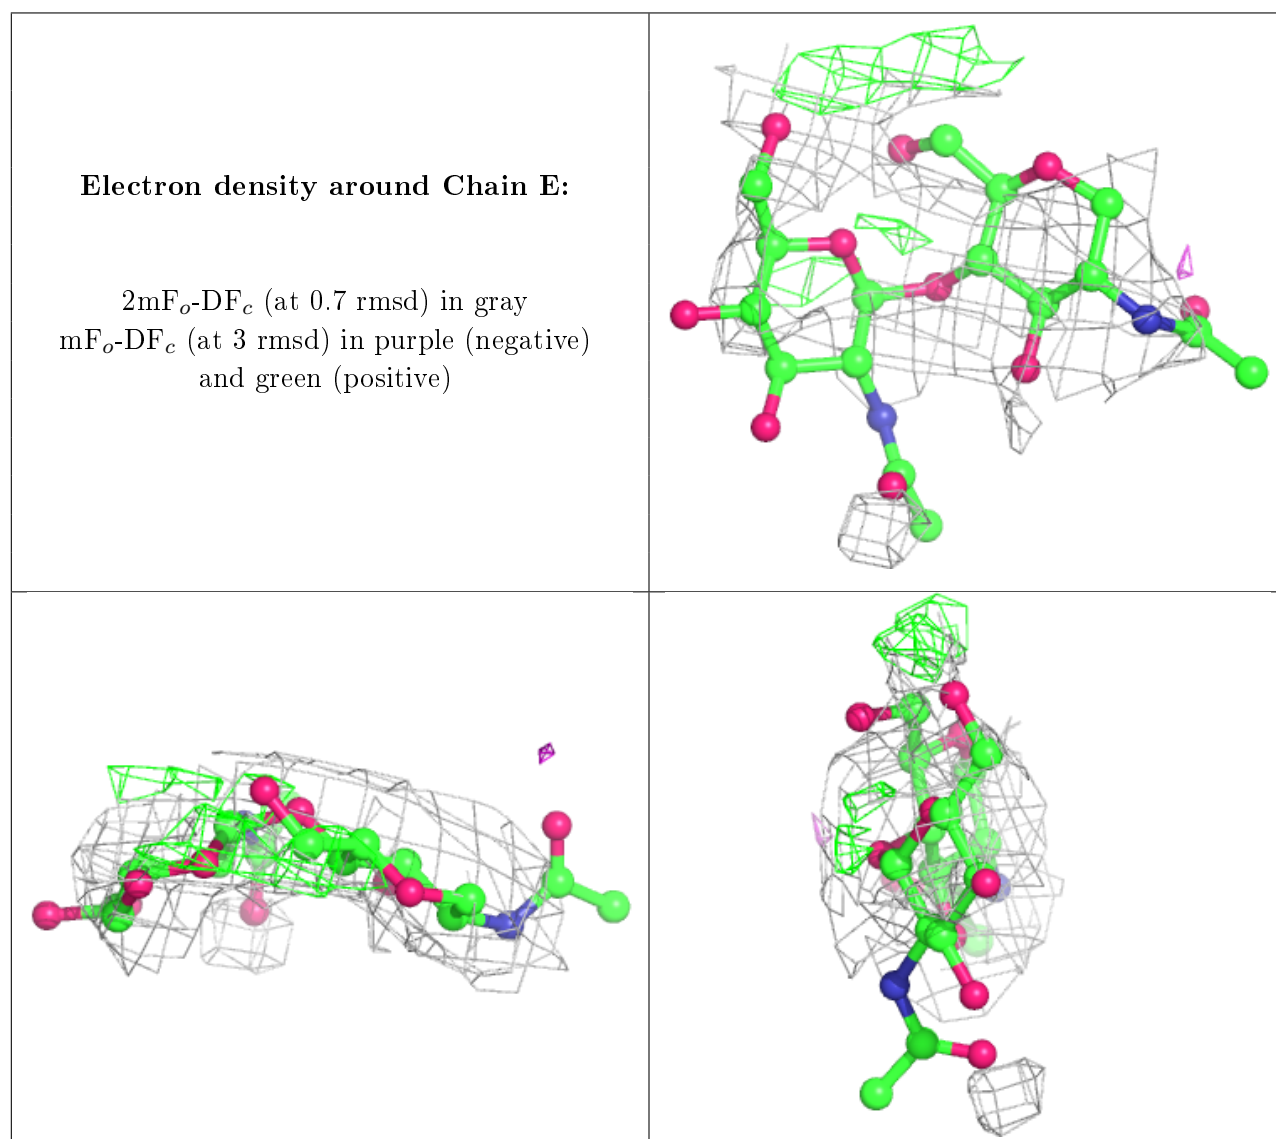 Electron density around Chain E:
2mFo-DFc (at 0.7 rmsd) in gray
mFo-DFc (at 3 rmsd) in purple (negative)
and green (positive)